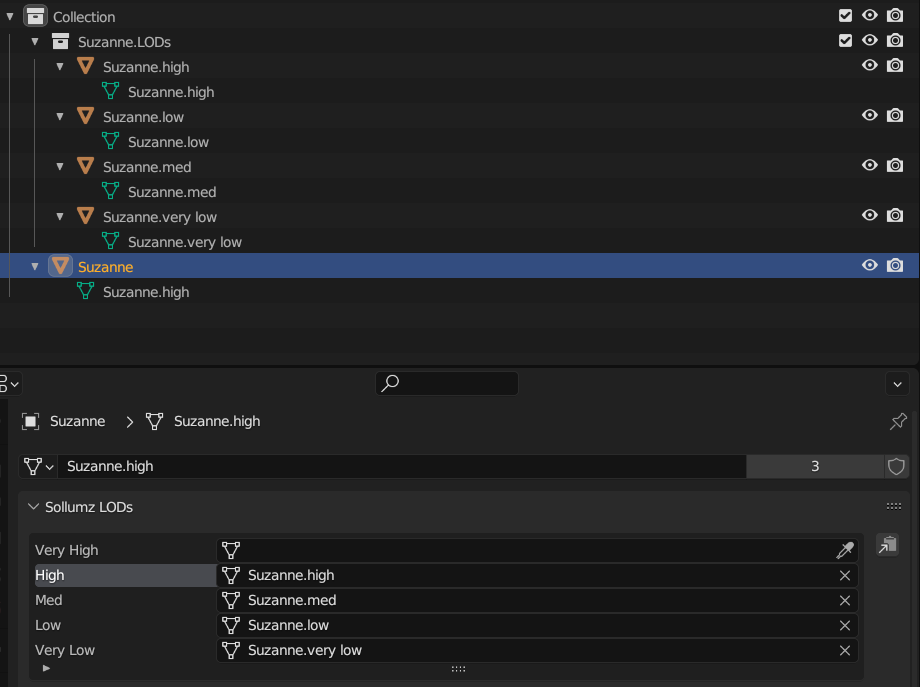 Collection
Suzanne.LODs
Suzanne.high
Suzanne.high
Suzanne.low
Suzanne.low
Suzanne.med
Suzanne.med
Suzanne.very low
Suzanne.very low
Suzanne
Suzanne.high
Suzanne > Suzanne.high
Suzanne.high 3
Sollumz LODs
Very High
High Suzanne.high
Med Suzanne.med
Low Suzanne.low
Very Low Suzanne.very low